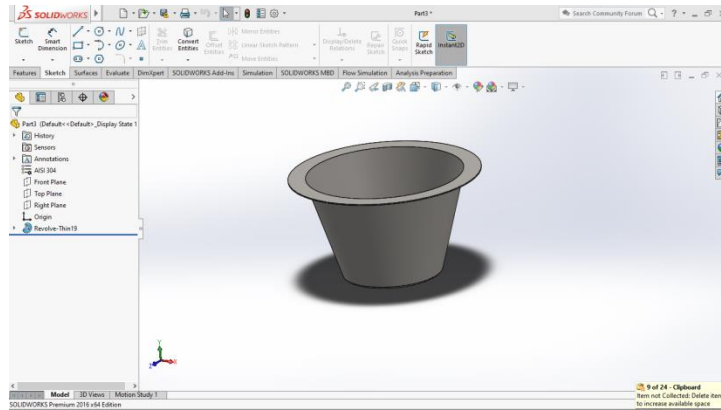 SOLIDWORKS
Part3 *
Search Community Forum
Sketch
Smart Dimension
Trim Entities
Convert Entities
Offset Entities
Mirror Entities
Linear Sketch Pattern
Move Entities
Display/Delete Relations
Repair Sketch
Quick Snaps
Rapid Sketch
Instant2D
Features Sketch Surfaces Evaluate DimXpert SOLIDWORKS Add-Ins Simulation SOLIDWORKS MBD Flow Simulation Analysis Preparation
Part3 (Default<<Default>_Display State 1
History
Sensors
Annotations
AISI 304
Front Plane
Top Plane
Right Plane
Origin
Revolve-Thin19
Model 3D Views Motion Study 1
SOLIDWORKS Premium 2016 x64 Edition
9 of 24 - Clipboard
Item not Collected: Delete item
to increase available space